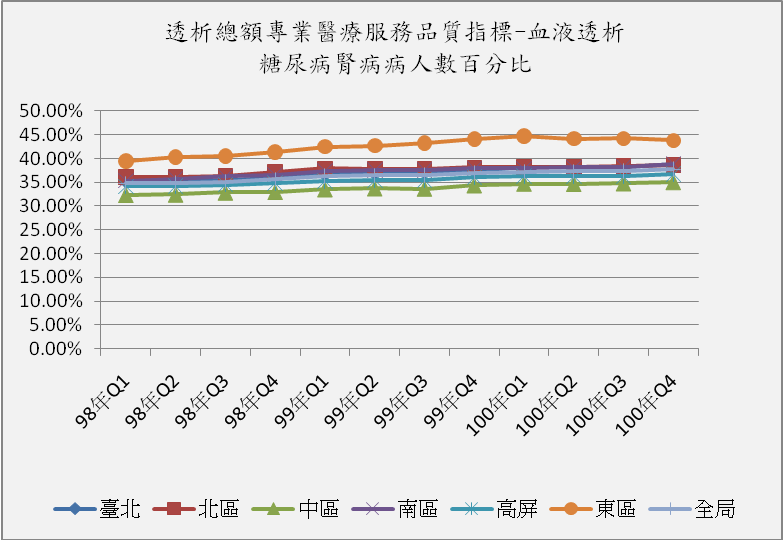 透析總額專業醫療服務品質指標-血液透析
糖尿病腎病病人數百分比
50.00%
45.00%
40.00%
35.00%
30.00%
25.00%
20.00%
15.00%
10.00%
5.00%
0.00%
98年Q1
98年Q2
98年Q3
98年Q4
99年Q1
99年Q2
99年Q3
99年Q4
100年Q1
100年Q2
100年Q3
100年Q4
臺北 北區 中區 南區 高屏 東區 全局